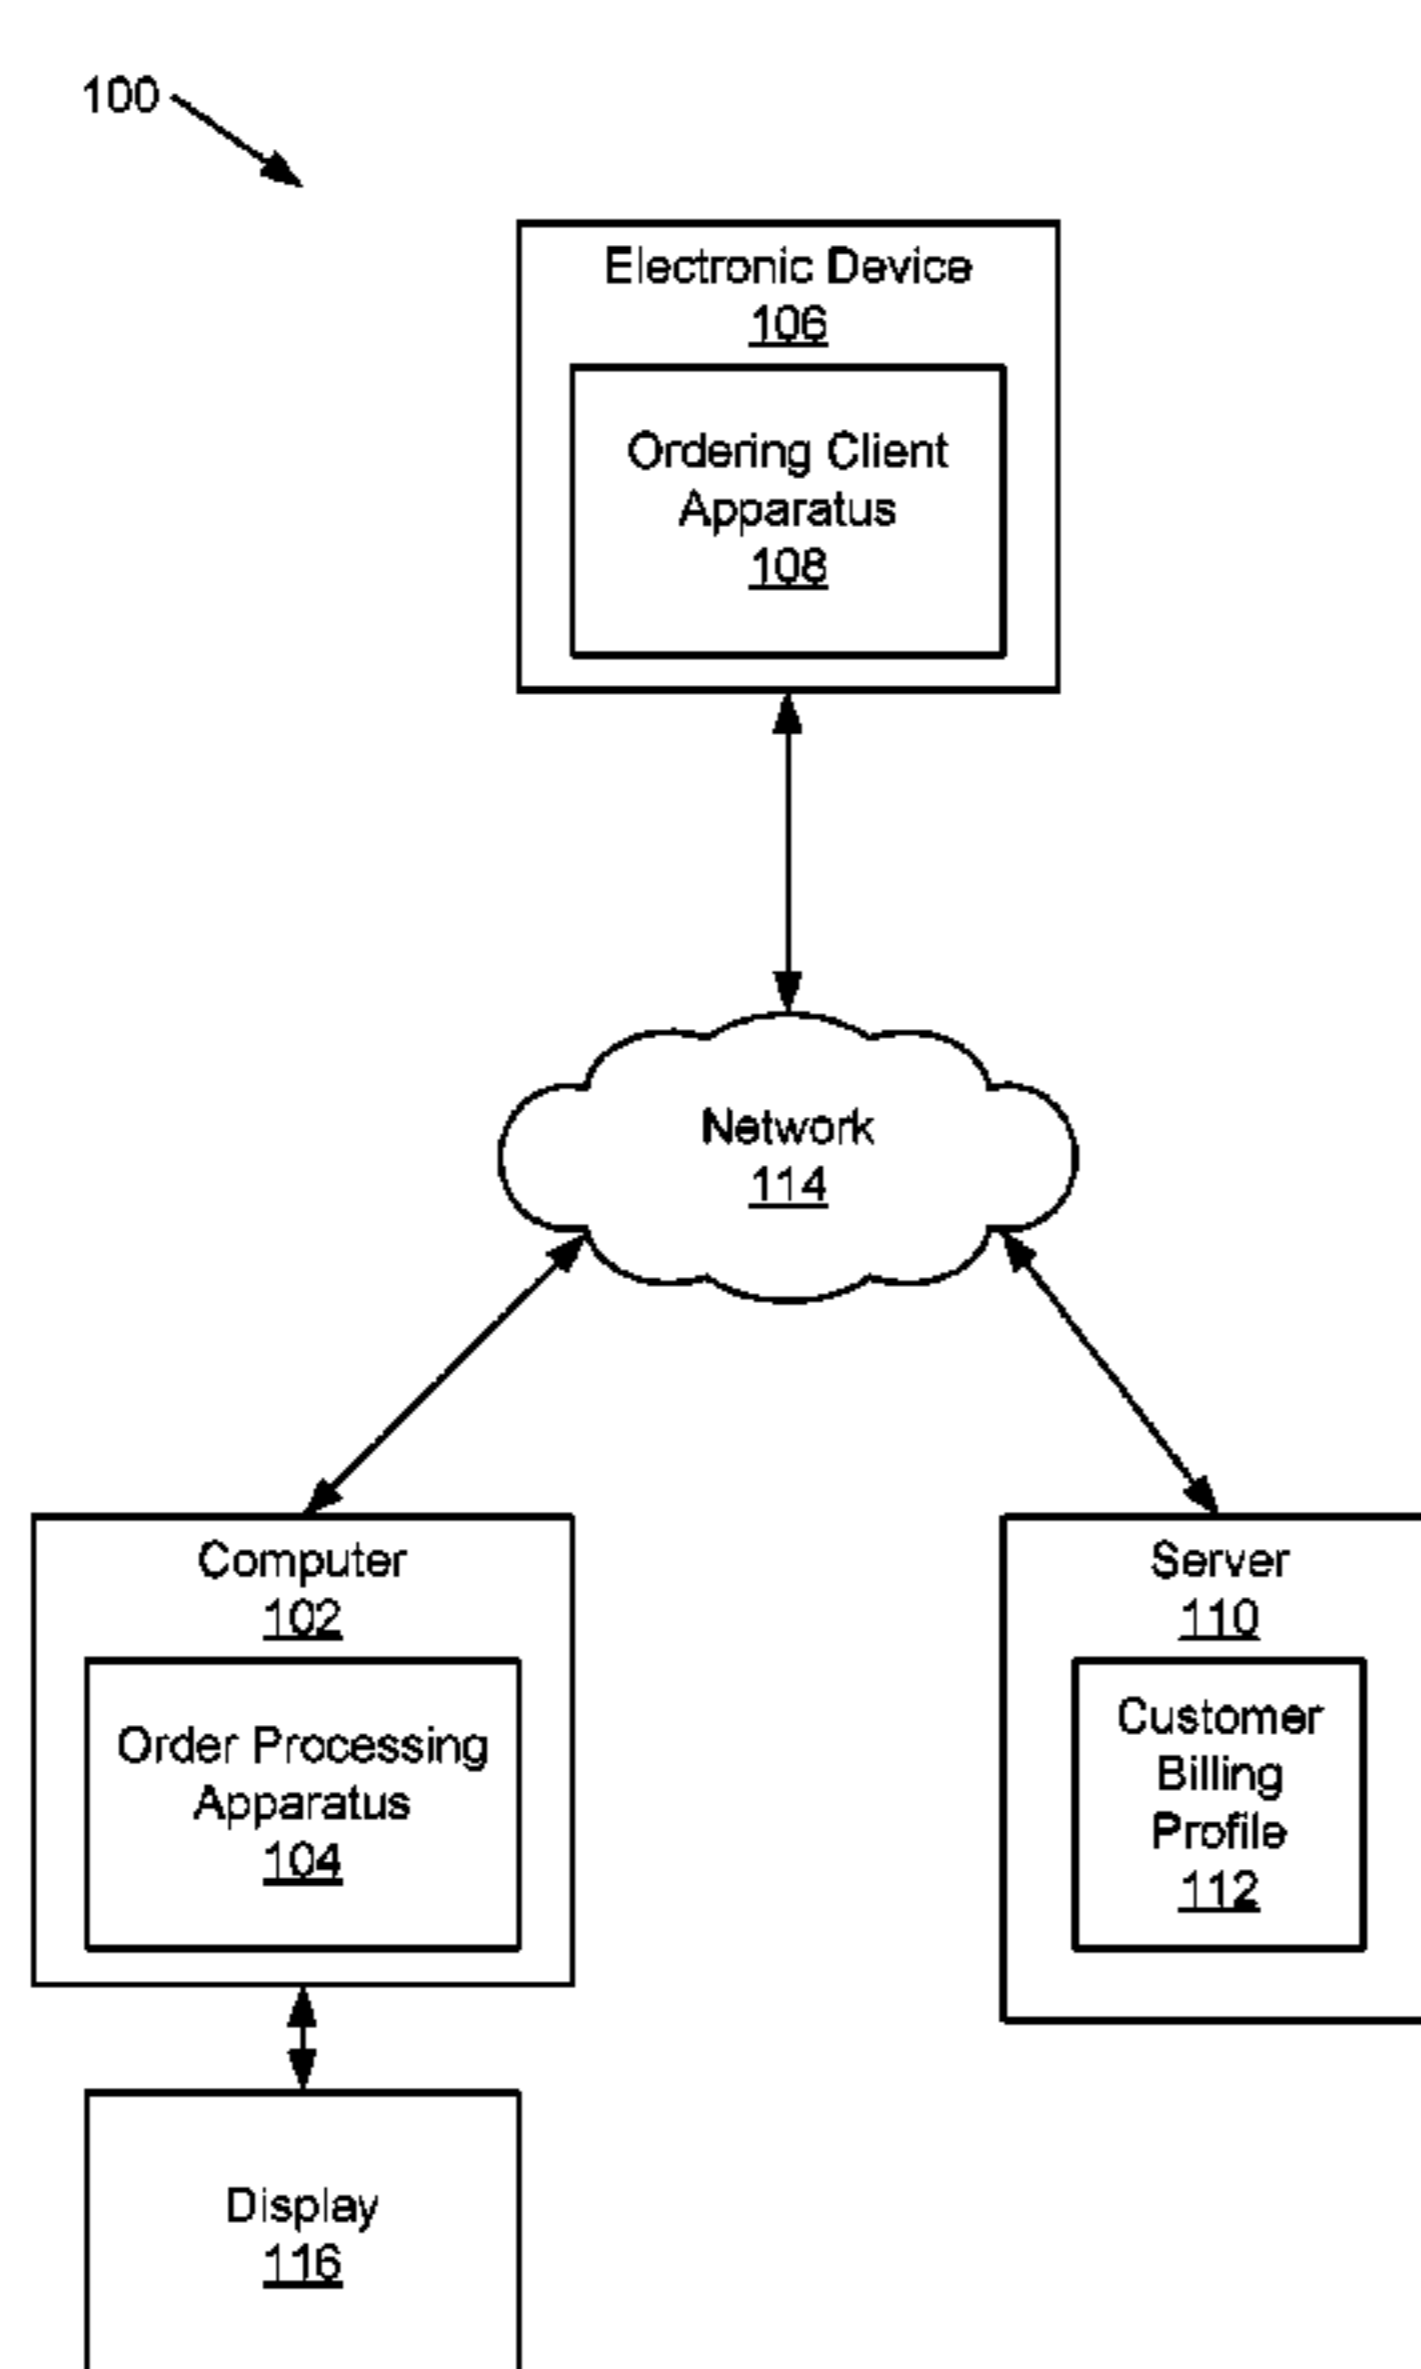 100
Electronic Device
106
Ordering Client
Apparatus
108
Network
114
Computer
102
Order Processing
Apparatus
104
Server
110
Customer
Billing
Profile
112
Display
116